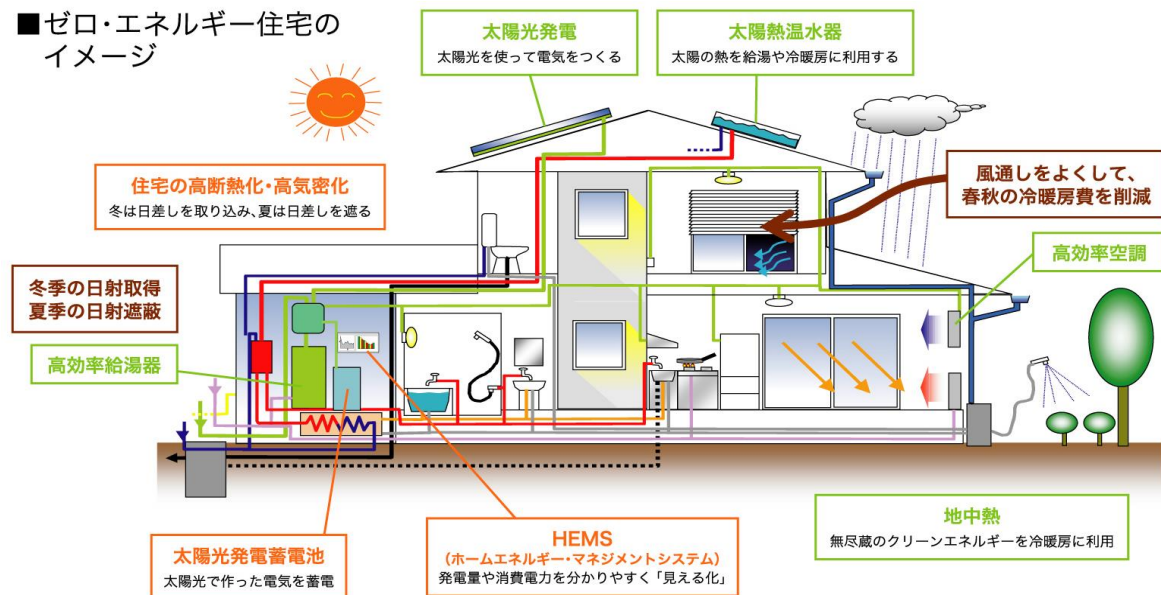 ■ゼロ・エネルギー住宅の
イメージ
太陽光発電
太陽光を使って電気をつくる
太陽熱温水器
太陽の熱を給湯や冷暖房に利用する
住宅の高断熱化・高気密化
冬は日差しを取り込み、夏は日差しを遮る
風通しをよくして、
春秋の冷暖房費を削減
高効率空調
冬季の日射取得
夏季の日射遮蔽
高効率給湯器
太陽光発電蓄電池
太陽光で作った電気を蓄電
HEMS
(ホームエネルギー・マネジメントシステム)
発電量や消費電力を分かりやすく「見える化」
地中熱
無尽蔵のクリーンエネルギーを冷暖房に利用